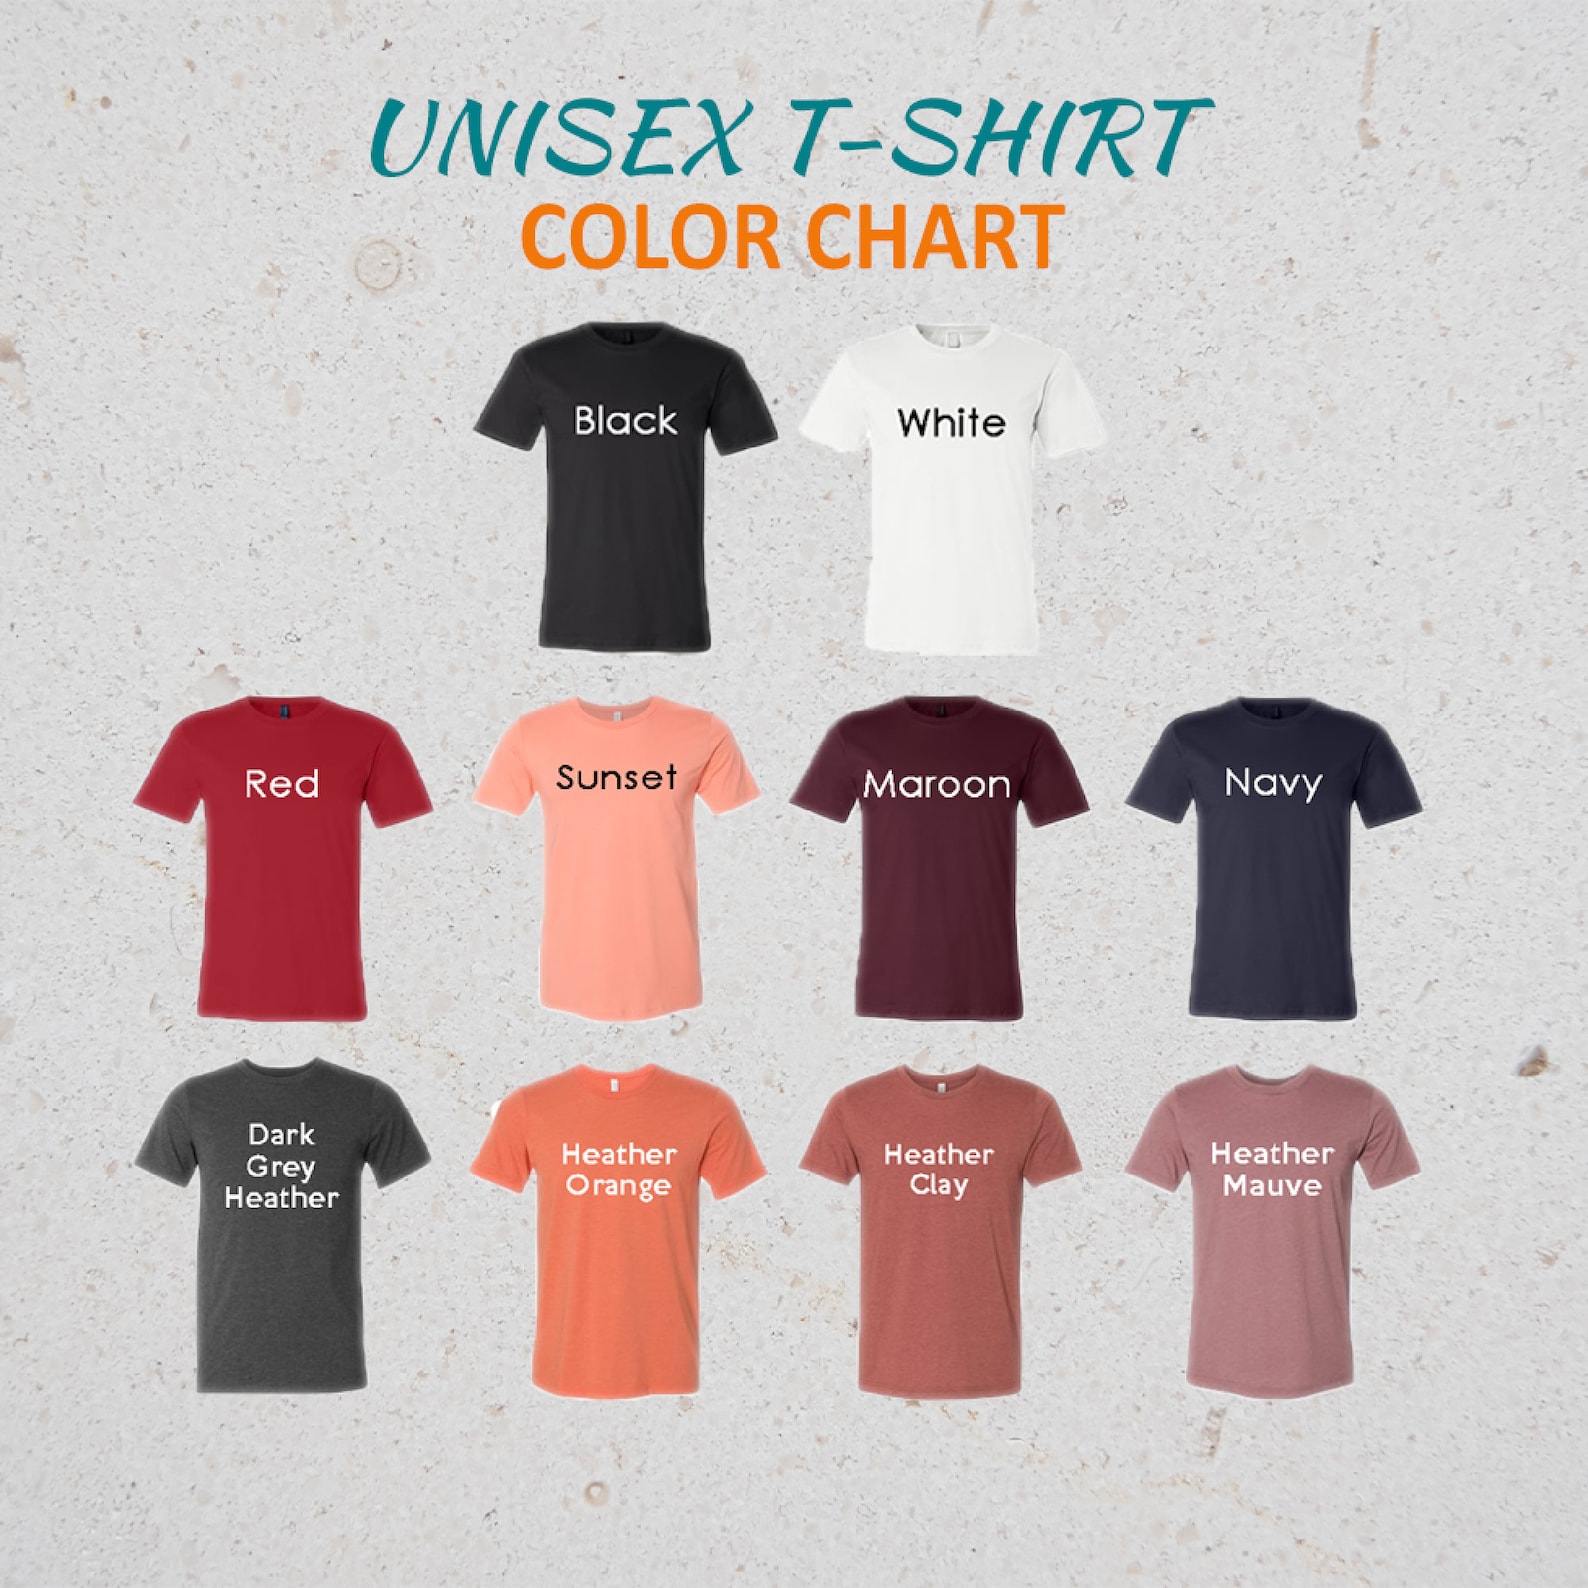 UNISEX T-SHIRT
COLOR CHART
Black
White
Red
Sunset
Maroon
Navy
Dark
Grey
Heather
Heather
Orange
Heather
Clay
Heather
Mauve